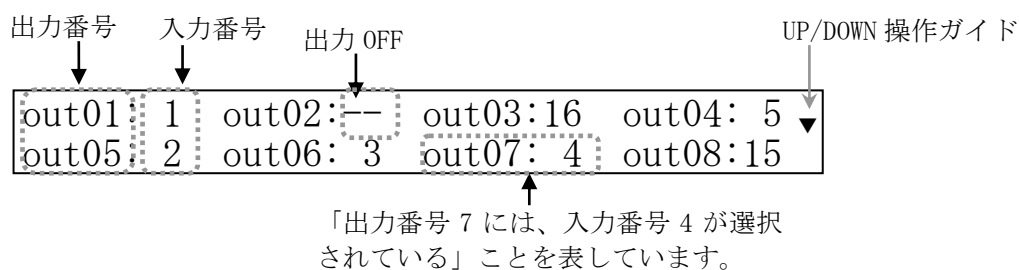 出力番号 入力番号 出力 OFF UP/DOWN 操作ガイド
out01: 1 out02:-- out03:16 out04: 5 ▼
out05: 2 out06: 3 out07: 4 out08:15
「出力番号 7 には、入力番号 4 が選択
されている」ことを表しています。